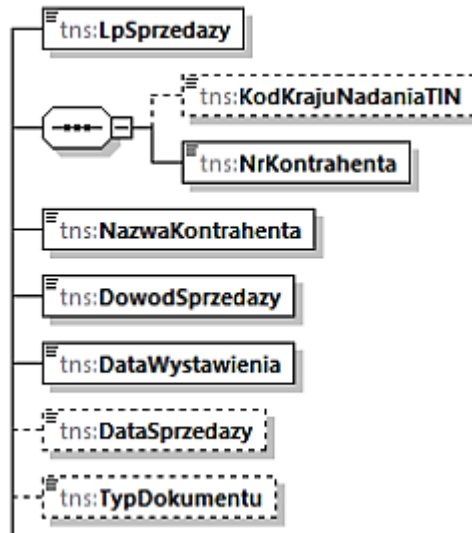 tns:LpSprzedazy
tns:KodKrajuNadaniaTIN
tns:NrKontrahenta
tns:NazwaKontrahenta
tns:DowodSprzedazy
tns:DataWystawienia
tns:DataSprzedazy
tns:TypDokumentu